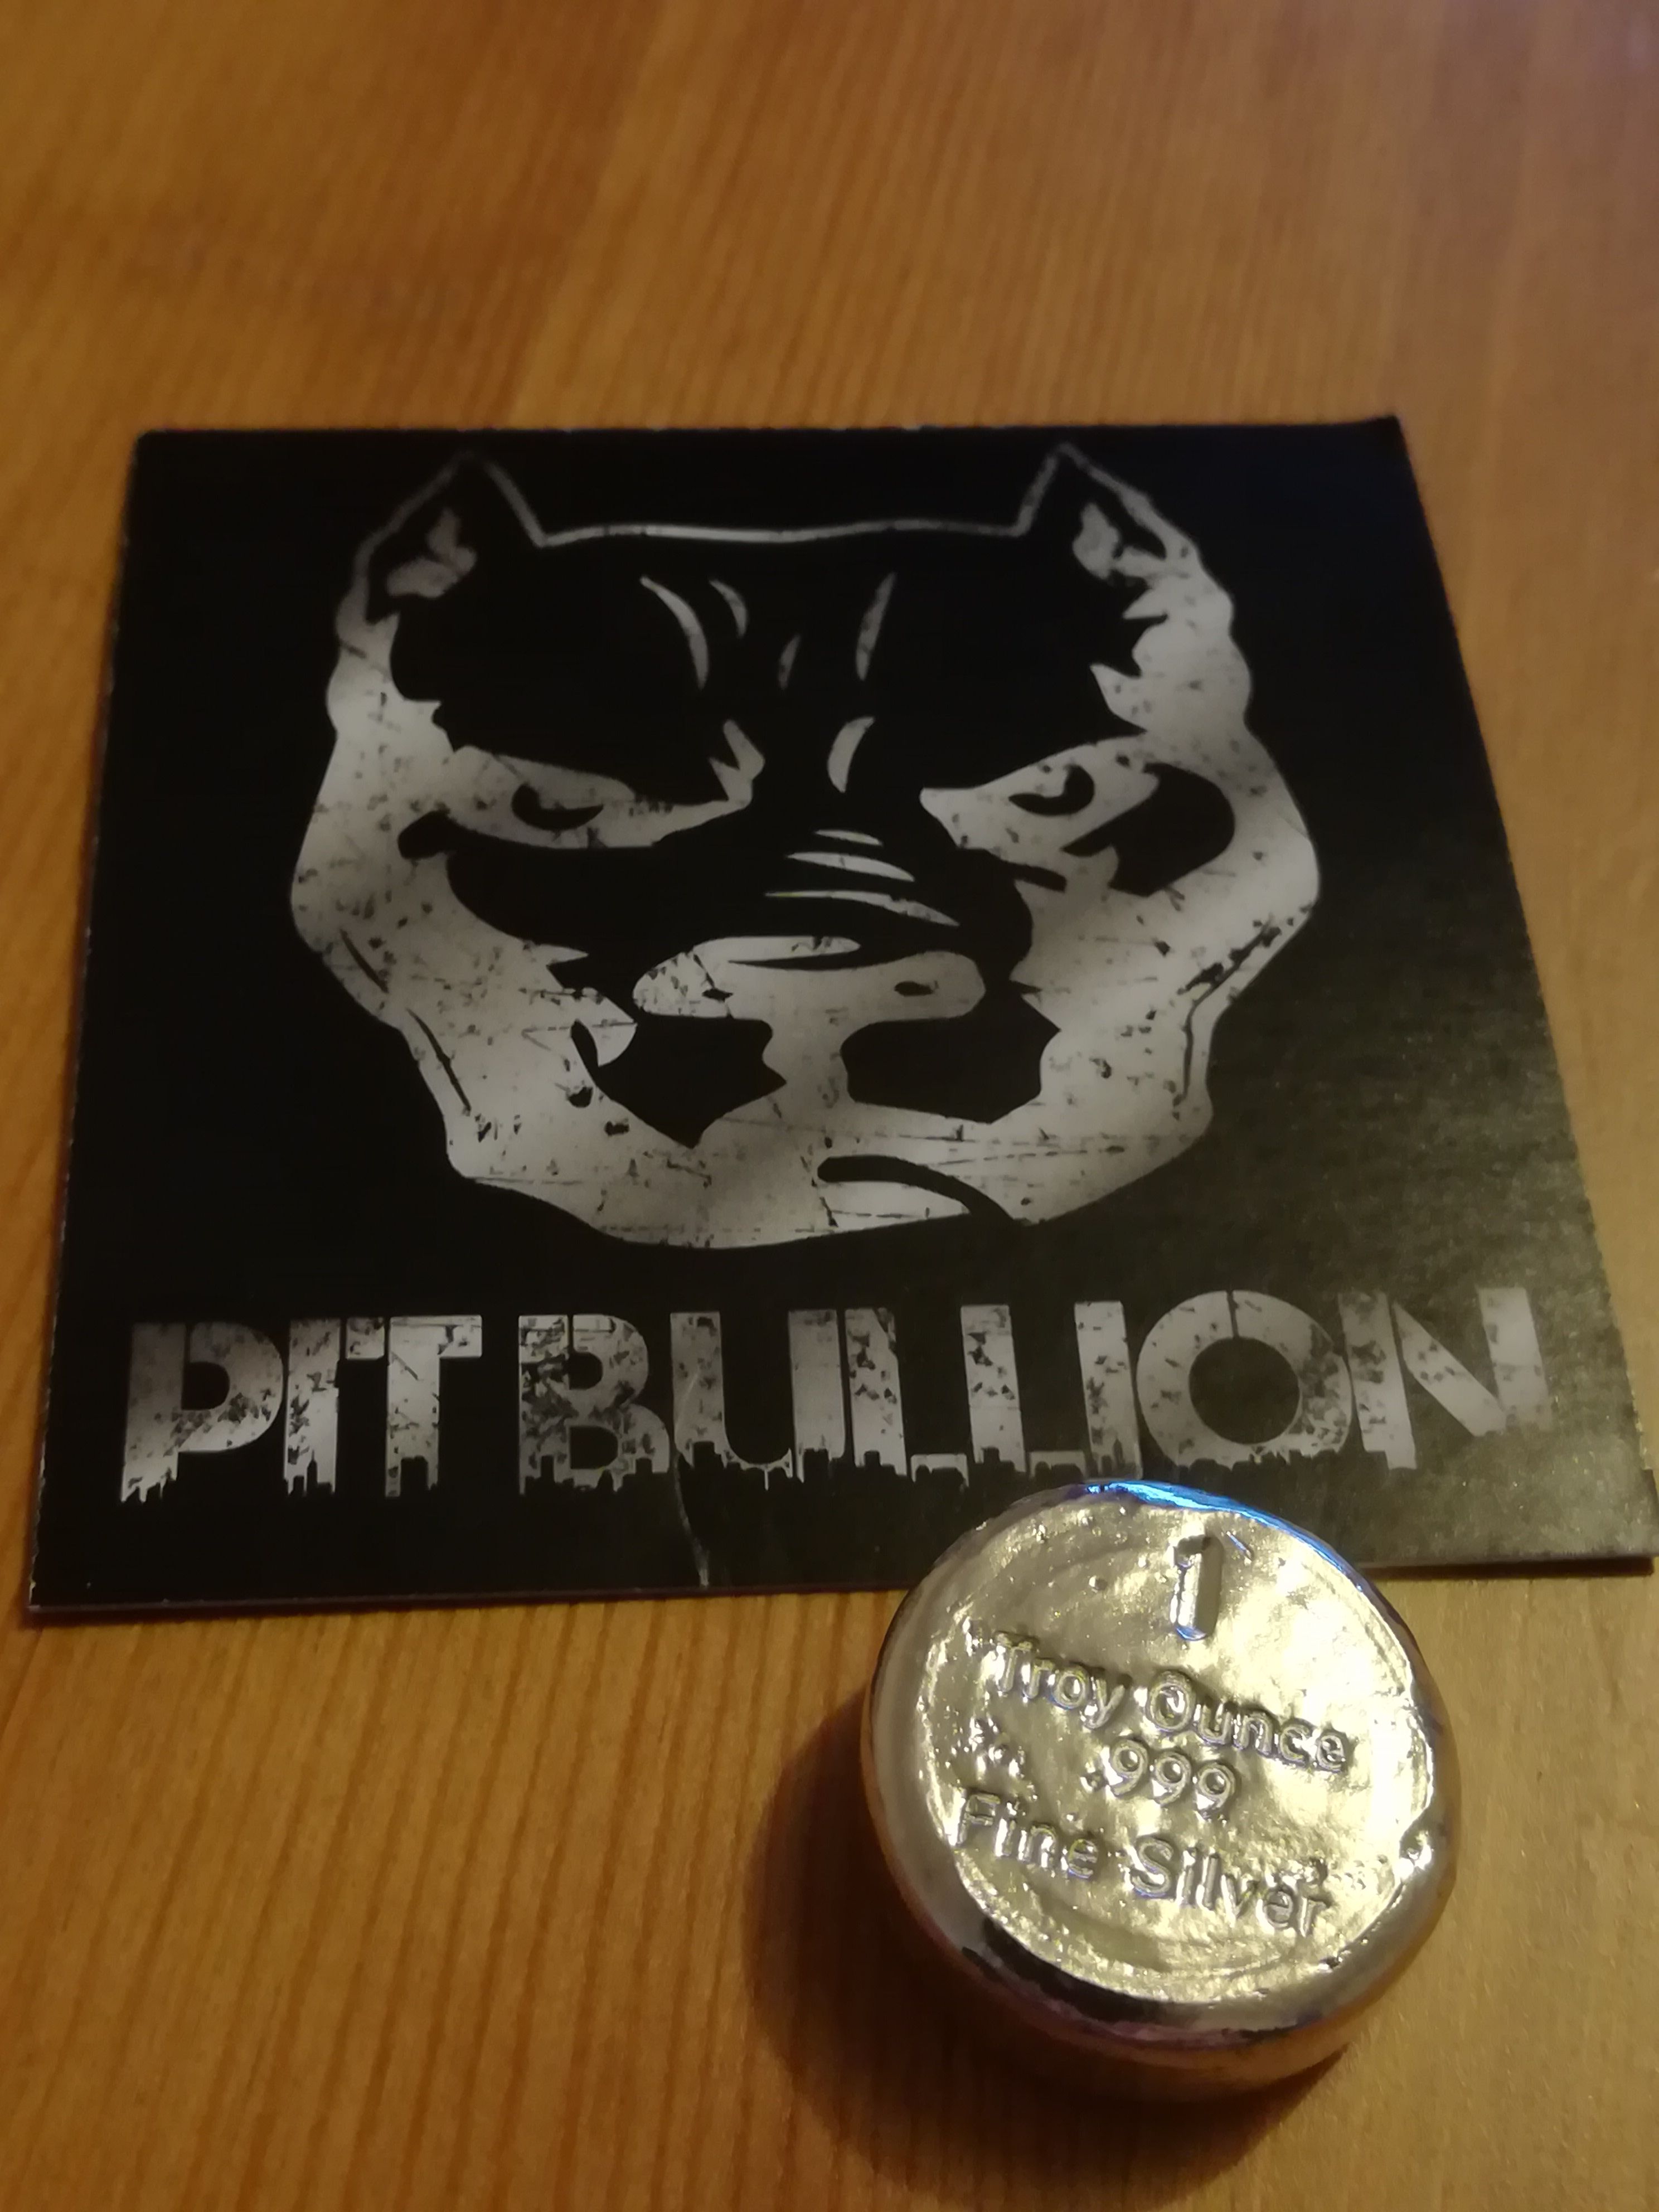 PIT BULLION
1
Troy Ounce
.999
Fine Silver